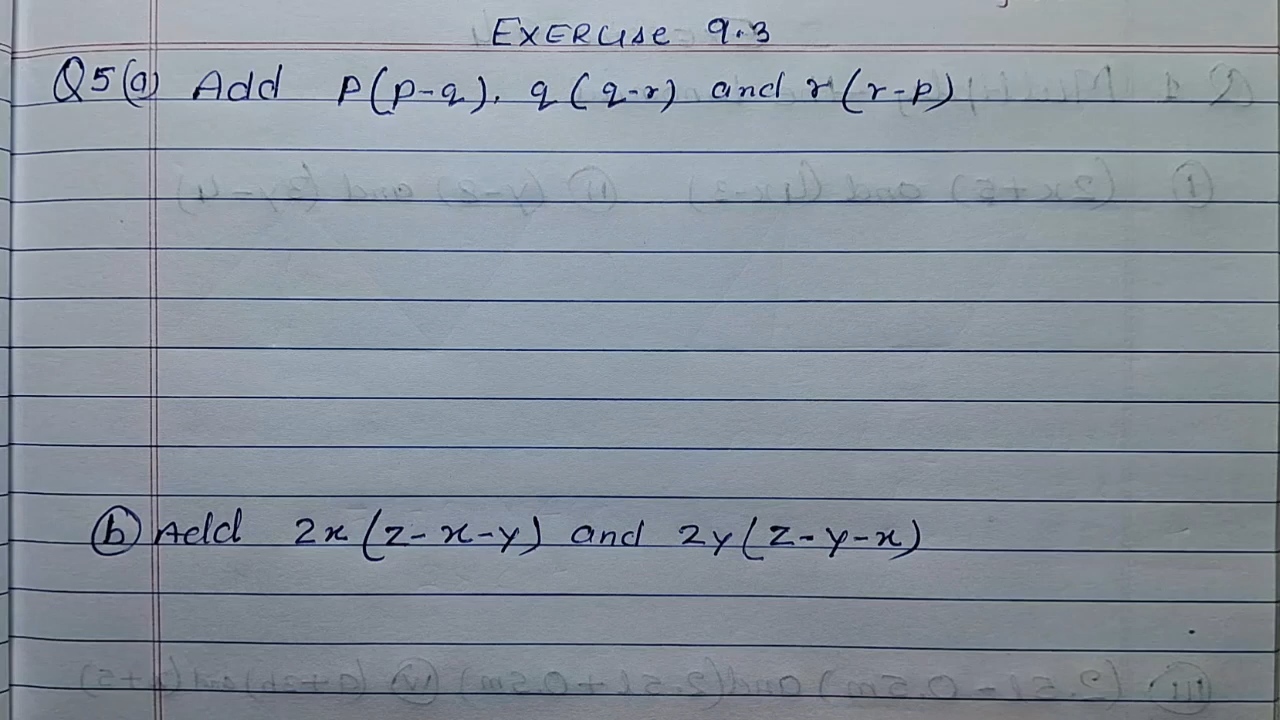 EXERCISE 9.3
Q5(a) Add p(p-q), q(q-r) and r(r-p)
(b) Add 2x(z-x-y) and 2y(z-y-x)